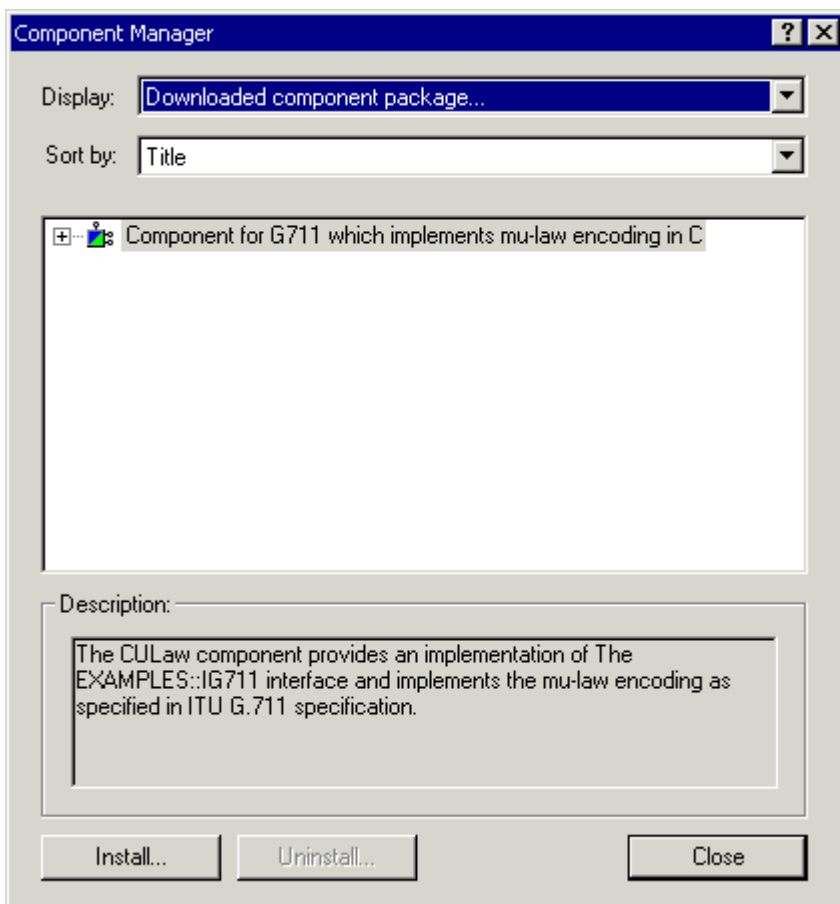 Component Manager
Display: Downloaded component package...
Sort by: Title
Component for G711 which implements mu-law encoding in C
Description:
The CULaw component provides an implementation of The
EXAMPLES::IG711 interface and implements the mu-law encoding as
specified in ITU G.711 specification.
Install... Uninstall... Close